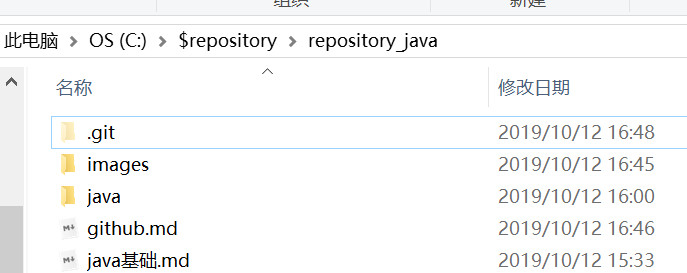 组织 新建
此电脑 > OS (C:) > $repository > repository_java
名称 修改日期
.git 2019/10/12 16:48
images 2019/10/12 16:45
java 2019/10/12 16:00
github.md 2019/10/12 16:46
java基础.md 2019/10/12 15:33